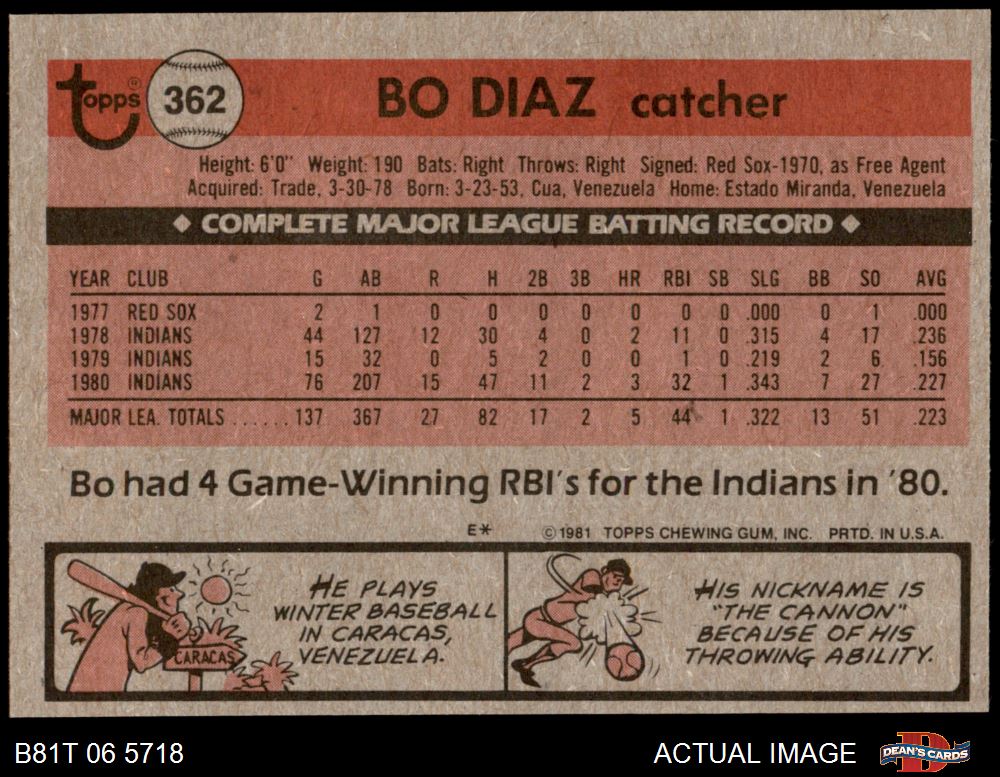 Topps ® 362 BO DIAZ catcher
Height: 6'0" Weight: 190 Bats: Right Throws: Right Signed: Red Sox-1970, as Free Agent
Acquired: Trade, 3-30-78 Born: 3-23-53, Cua, Venezuela Home: Estado Miranda, Venezuela
◆ COMPLETE MAJOR LEAGUE BATTING RECORD ◆
YEAR CLUB G AB R H 2B 3B HR RBI SB SLG BB SO AVG
1977 RED SOX 2 1 0 0 0 0 0 0 0 .000 0 1 .000
1978 INDIANS 44 127 12 30 4 0 2 11 0 .315 4 17 .236
1979 INDIANS 15 32 0 5 2 0 0 1 0 .219 2 6 .156
1980 INDIANS 76 207 15 47 11 2 3 32 1 .343 7 27 .227
MAJOR LEA. TOTALS ...... 137 367 27 82 17 2 5 44 1 .322 13 51 .223
Bo had 4 Game-Winning RBI's for the Indians in '80.
E* © 1981 TOPPS CHEWING GUM, INC. PRTD. IN U.S.A.
HE PLAYS
WINTER BASEBALL
IN CARACAS,
VENEZUELA.
CARACAS
HIS NICKNAME IS
"THE CANNON"
BECAUSE OF HIS
THROWING ABILITY.
B81T 06 5718 ACTUAL IMAGE DEAN'S CARDS